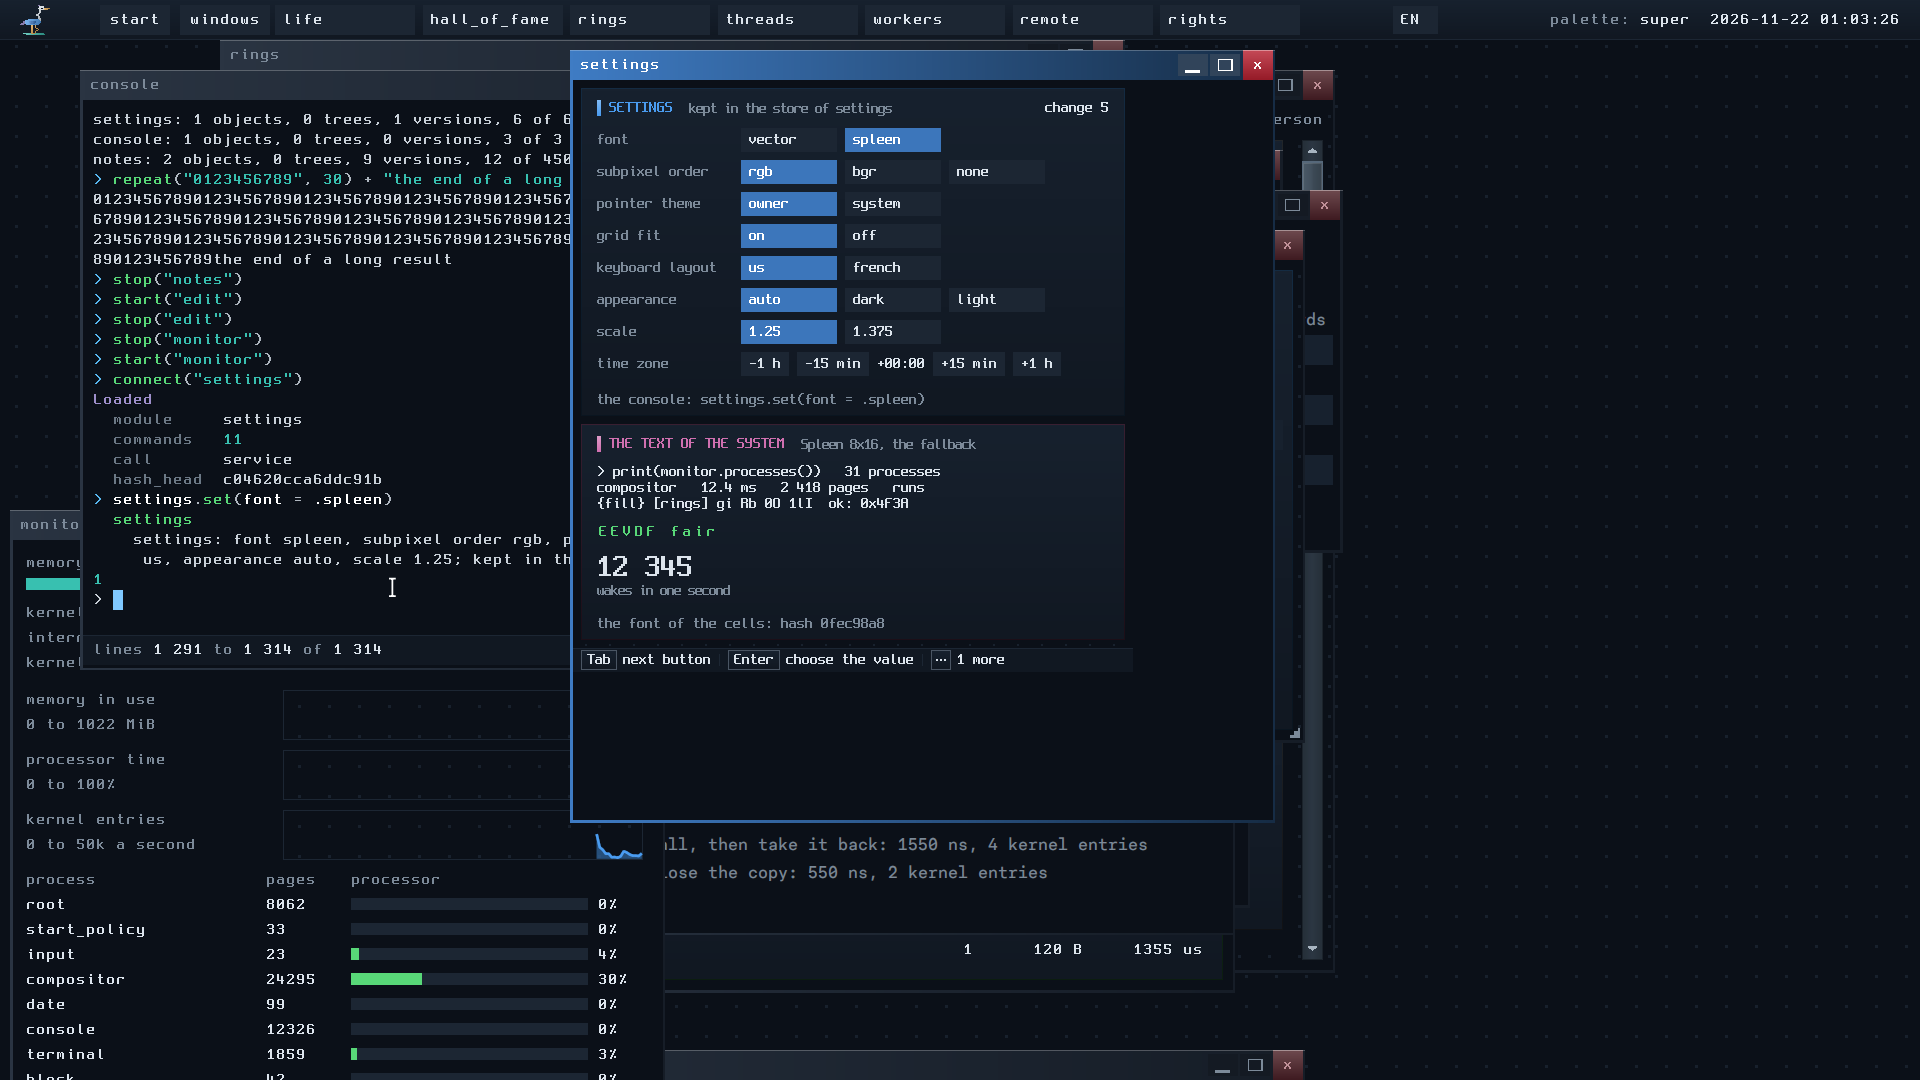 start windows life hall_of_fame rings threads workers remote rights EN palette: super 2026-11-22 01:03:26
rings
console
settings: 1 objects, 0 trees, 1 versions, 6 of 6
console: 1 objects, 0 trees, 0 versions, 3 of 3
notes: 2 objects, 0 trees, 9 versions, 12 of 450
> repeat("0123456789", 30) + "the end of a long
012345678901234567890123456789012345678901234567
678901234567890123456789012345678901234567890123
234567890123456789012345678901234567890123456789
890123456789the end of a long result
> stop("notes")
> start("edit")
> stop("edit")
> stop("monitor")
> start("monitor")
> connect("settings")
Loaded
module settings
commands 11
call service
hash_head c04620cca6ddc91b
> settings.set(font = .spleen)
settings
settings: font spleen, subpixel order rgb, p
us, appearance auto, scale 1.25; kept in th
1
>
lines 1 291 to 1 314 of 1 314
settings
SETTINGS kept in the store of settings change 5
font vector spleen
subpixel order rgb bgr none
pointer theme owner system
grid fit on off
keyboard layout us french
appearance auto dark light
scale 1.25 1.375
time zone -1 h -15 min +00:00 +15 min +1 h
the console: settings.set(font = .spleen)
THE TEXT OF THE SYSTEM Spleen 8x16, the fallback
> print(monitor.processes()) 31 processes
compositor 12.4 ms 2 418 pages runs
{fill} [rings] gi Rb 0O 1lI ok: 0x4F3A
EEVDF fair
12 345
wakes in one second
the font of the cells: hash 0fec98a8
Tab next button Enter choose the value ... 1 more
erson
ds
monito
memory
kernel
inter
kernel
memory in use
0 to 1022 MiB
processor time
0 to 100%
kernel entries
0 to 50k a second
process pages processor
root 8062 0%
start_policy 33 0%
input 23 4%
compositor 24295 30%
date 99 0%
console 12326 0%
terminal 1859 3%
block 42 0%
all, then take it back: 1550 ns, 4 kernel entries
lose the copy: 550 ns, 2 kernel entries
1 120 B 1355 us